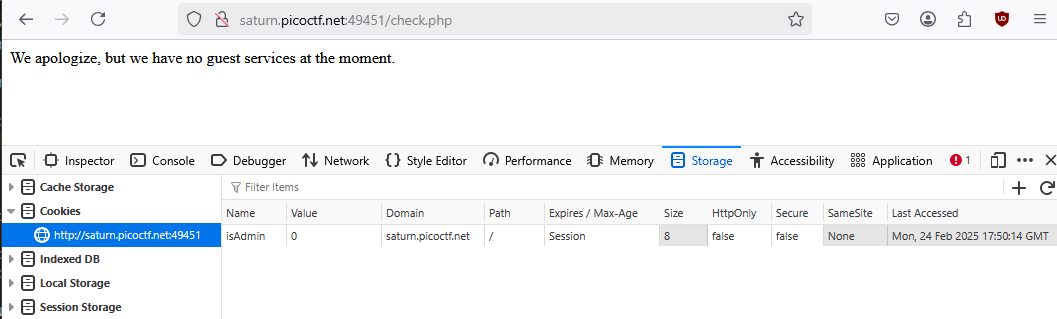 saturn.picoctf.net:49451/check.php
We apologize, but we have no guest services at the moment.
Inspector Console Debugger Network Style Editor Performance Memory Storage Accessibility Application 1
Cache Storage
Filter Items
Cookies
Name Value Domain Path Expires / Max-Age Size HttpOnly Secure SameSite Last Accessed
http://saturn.picoctf.net:49451
isAdmin 0 saturn.picoctf.net / Session 8 false false None Mon, 24 Feb 2025 17:50:14 GMT
Indexed DB
Local Storage
Session Storage